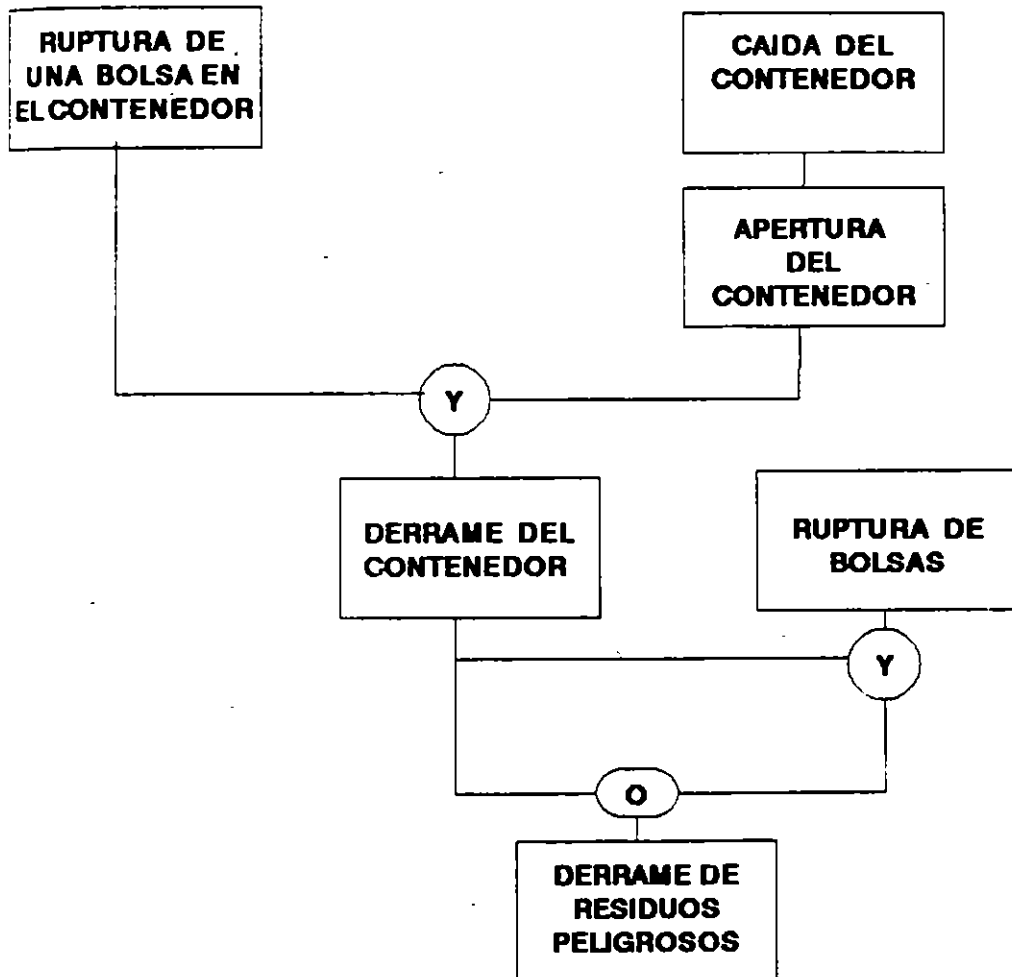 RUPTURA DE
UNA BOLSA EN
EL CONTENEDOR
CAIDA DEL
CONTENEDOR
APERTURA
DEL
CONTENEDOR
Y
DERRAME DEL
CONTENEDOR
RUPTURA DE
BOLSAS
Y
O
DERRAME DE
RESIDUOS
PELIGROSOS